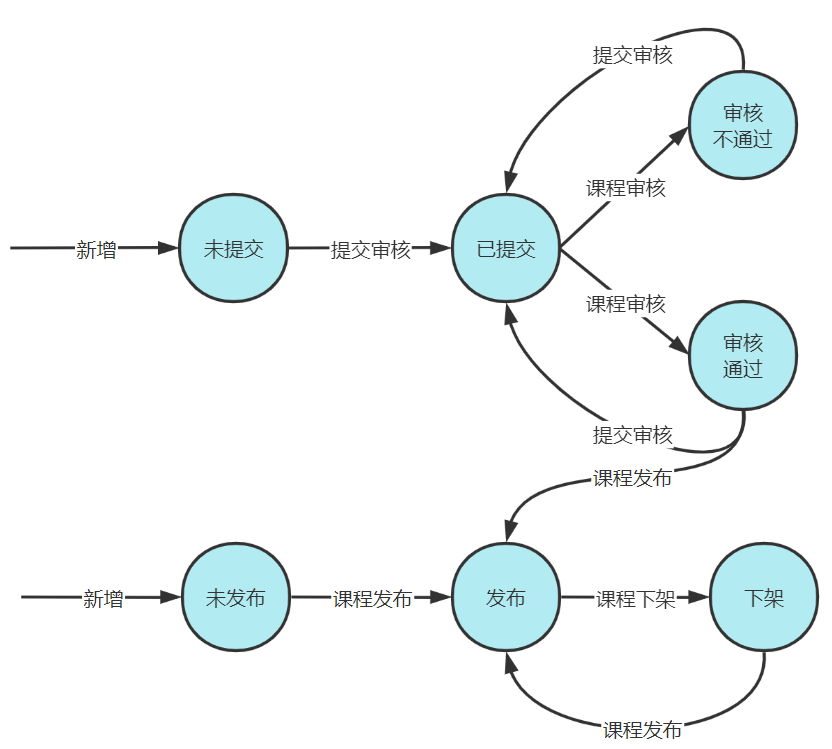 提交审核
审核
不通过
课程审核
新增
未提交
提交审核
已提交
课程审核
审核
通过
提交审核
课程发布
新增
未发布
课程发布
发布
课程下架
下架
课程发布